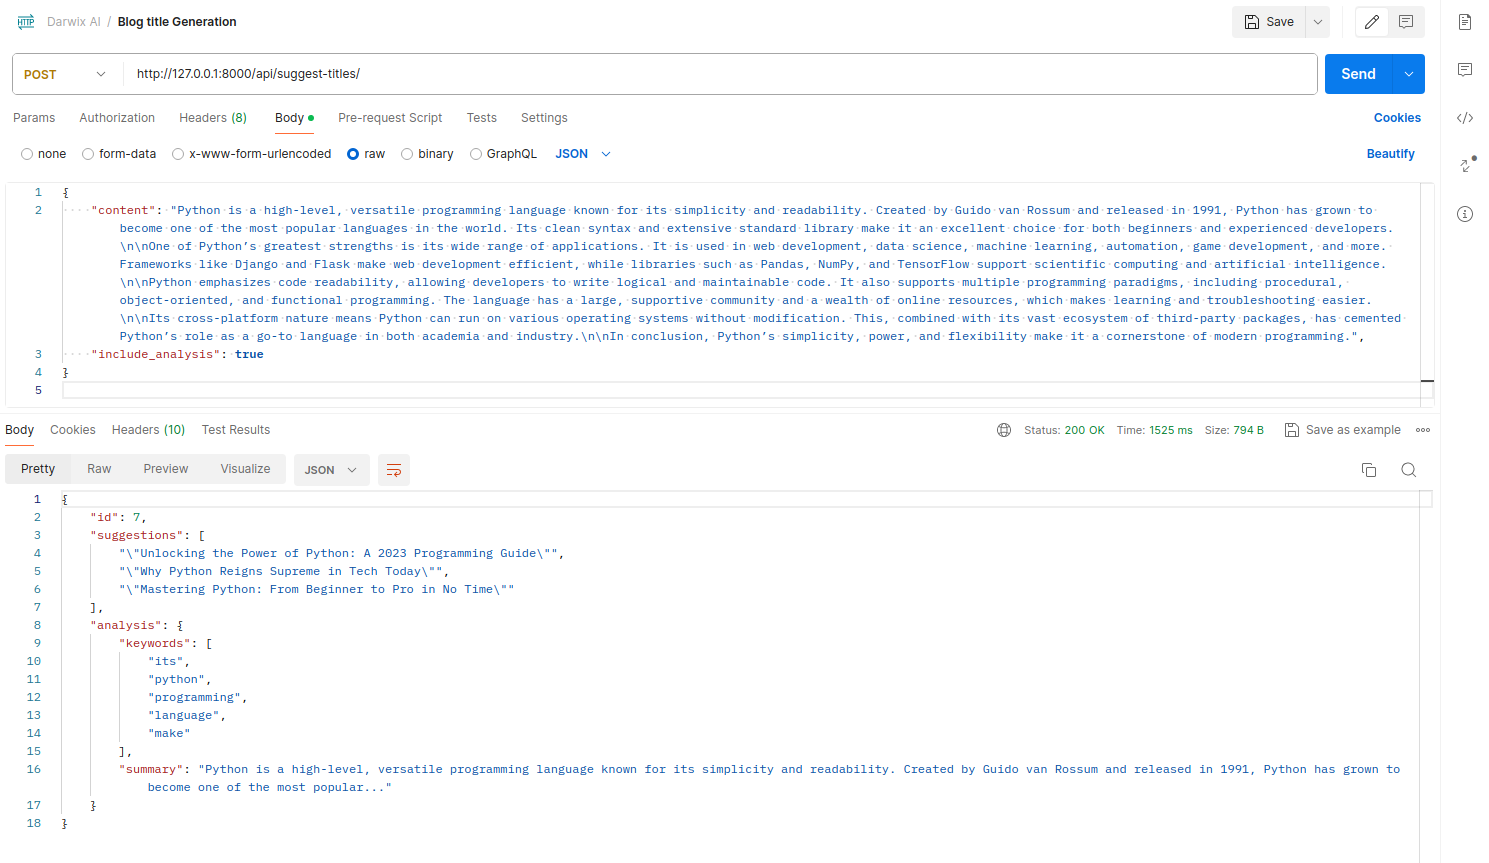 HTTP Darwix AI / Blog title Generation Save
POST http://127.0.0.1:8000/api/suggest-titles/ Send
Params Authorization Headers (8) Body Pre-request Script Tests Settings Cookies
none form-data x-www-form-urlencoded raw binary GraphQL JSON Beautify
1 {
2 "content": "Python is a high-level, versatile programming language known for its simplicity and readability. Created by Guido van Rossum and released in 1991, Python has grown to
become one of the most popular languages in the world. Its clean syntax and extensive standard library make it an excellent choice for both beginners and experienced developers.
\n\nOne of Python’s greatest strengths is its wide range of applications. It is used in web development, data science, machine learning, automation, game development, and more.
Frameworks like Django and Flask make web development efficient, while libraries such as Pandas, NumPy, and TensorFlow support scientific computing and artificial intelligence.
\n\nPython emphasizes code readability, allowing developers to write logical and maintainable code. It also supports multiple programming paradigms, including procedural,
object-oriented, and functional programming. The language has a large, supportive community and a wealth of online resources, which makes learning and troubleshooting easier.
\n\nIts cross-platform nature means Python can run on various operating systems without modification. This, combined with its vast ecosystem of third-party packages, has cemented
Python’s role as a go-to language in both academia and industry.\n\nIn conclusion, Python’s simplicity, power, and flexibility make it a cornerstone of modern programming.",
3 "include_analysis": true
4 }
5
Body Cookies Headers (10) Test Results Status: 200 OK Time: 1525 ms Size: 794 B Save as example
Pretty Raw Preview Visualize JSON
1 {
2 "id": 7,
3 "suggestions": [
4 "\"Unlocking the Power of Python: A 2023 Programming Guide\"",
5 "\"Why Python Reigns Supreme in Tech Today\"",
6 "\"Mastering Python: From Beginner to Pro in No Time\""
7 ],
8 "analysis": {
9 "keywords": [
10 "its",
11 "python",
12 "programming",
13 "language",
14 "make"
15 ],
16 "summary": "Python is a high-level, versatile programming language known for its simplicity and readability. Created by Guido van Rossum and released in 1991, Python has grown to
become one of the most popular..."
17 }
18 }